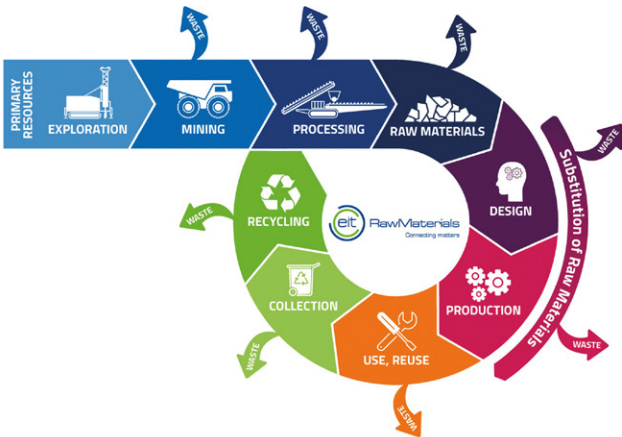 WASTE
WASTE
WASTE
PRIMARY
RESOURCES
EXPLORATION
MINING
PROCESSING
RAW MATERIALS
WASTE
Substitution of Raw Materials
DESIGN
RECYCLING
WASTE
eit RawMaterials
Connecting matters
COLLECTION
PRODUCTION
USE, REUSE
WASTE
WASTE
WASTE